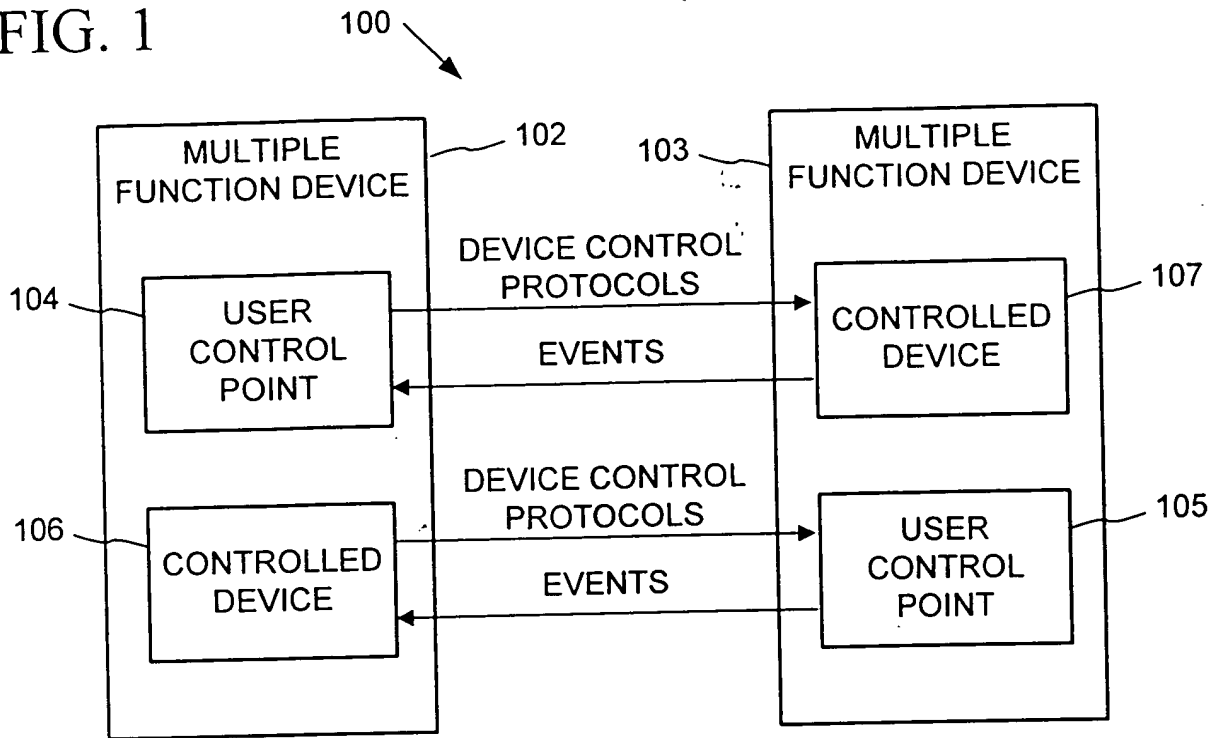 FIG. 1
100
MULTIPLE
FUNCTION DEVICE
102
103
MULTIPLE
FUNCTION DEVICE
DEVICE CONTROL
PROTOCOLS
104
USER
CONTROL
POINT
EVENTS
CONTROLLED
DEVICE
107
DEVICE CONTROL
PROTOCOLS
106
CONTROLLED
DEVICE
EVENTS
USER
CONTROL
POINT
105